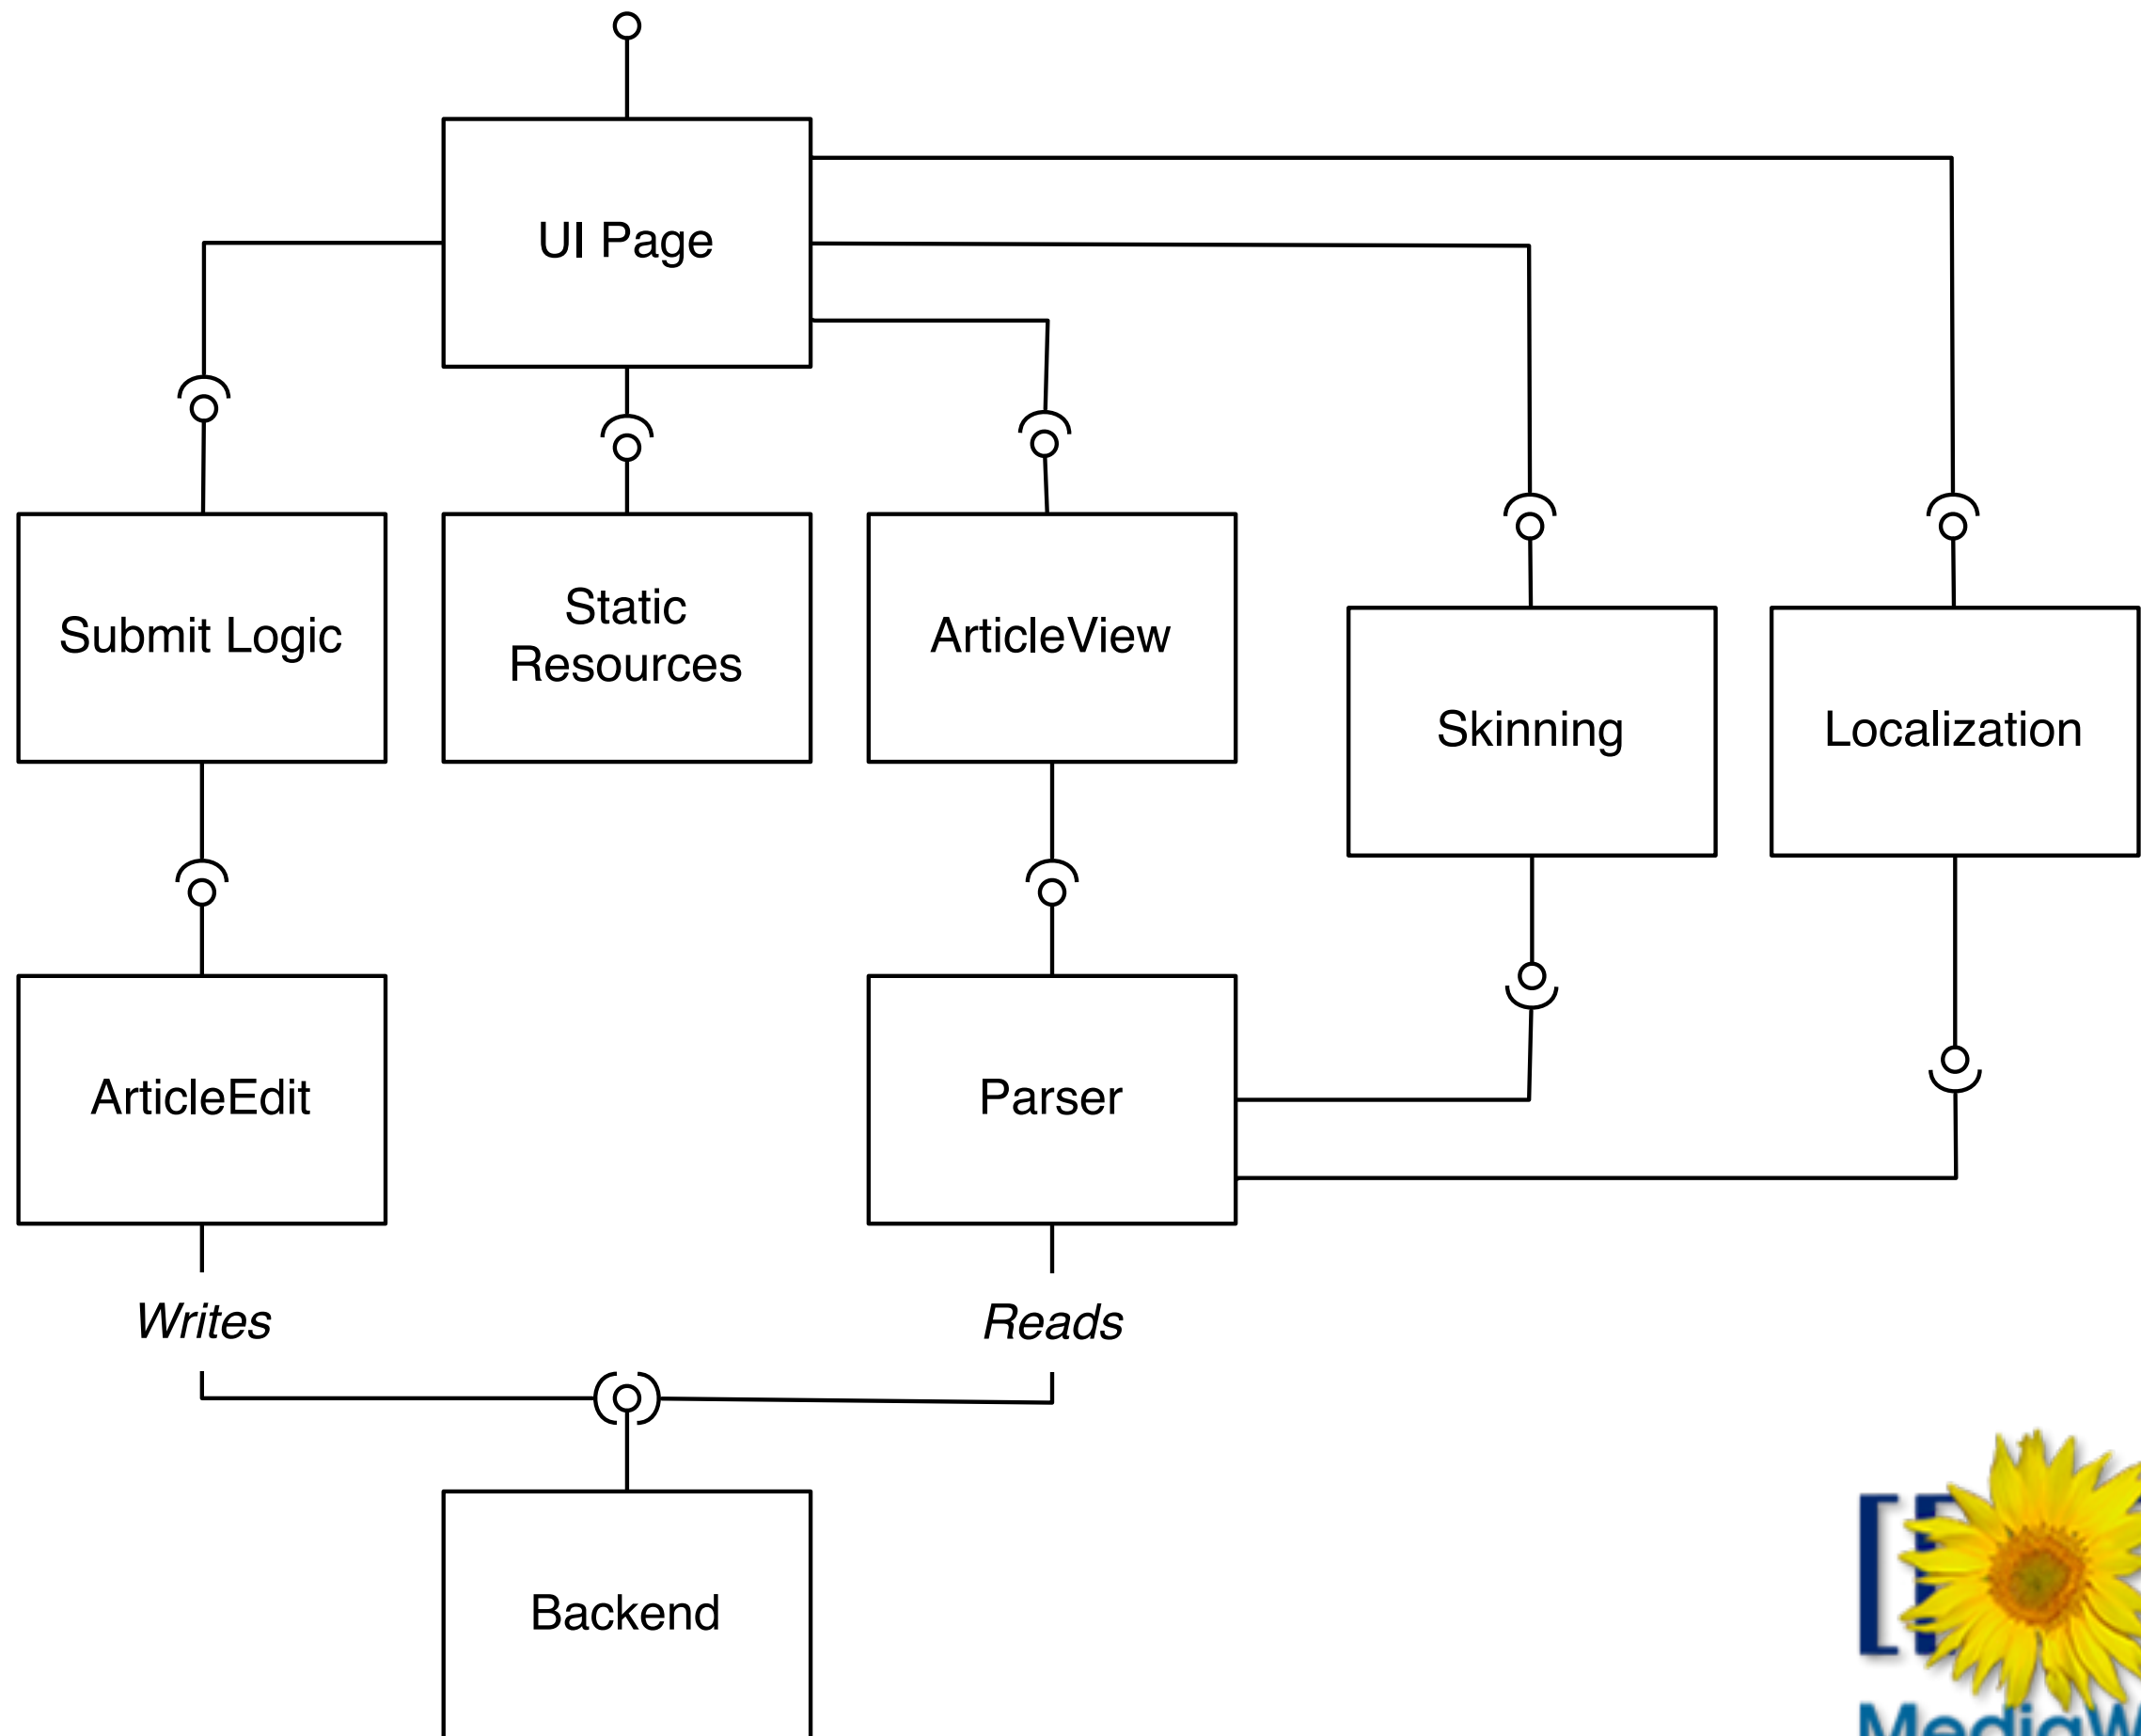 UI Page
Submit Logic
Static
Resources
ArticleView
Skinning
Localization
ArticleEdit
Parser
Writes
Reads
Backend